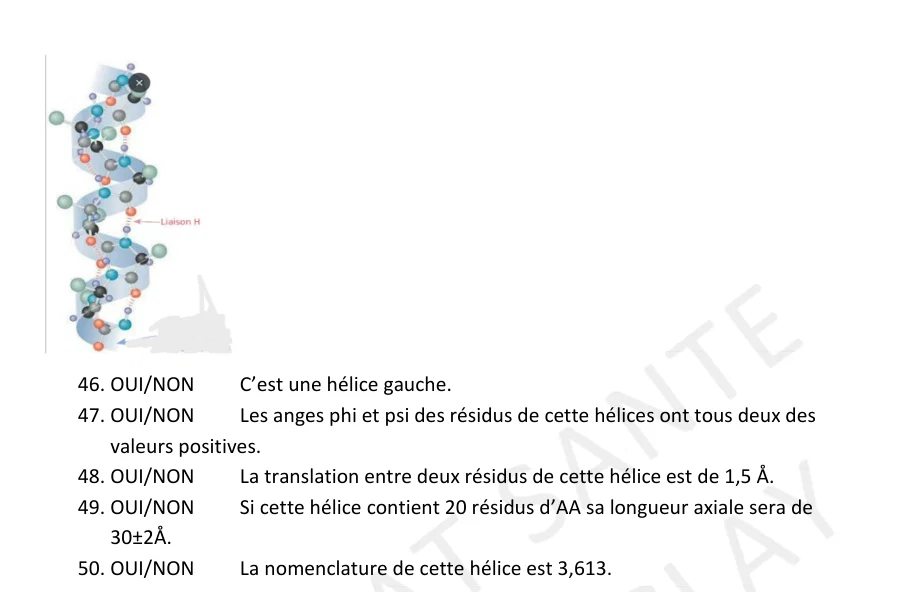 Liaison H
46. OUI/NON C’est une hélice gauche.
47. OUI/NON Les anges phi et psi des résidus de cette hélices ont tous deux des
valeurs positives.
48. OUI/NON La translation entre deux résidus de cette hélice est de 1,5 Å.
49. OUI/NON Si cette hélice contient 20 résidus d’AA sa longueur axiale sera de
30±2Å.
50. OUI/NON La nomenclature de cette hélice est 3,613.
AT SANTE
LAY